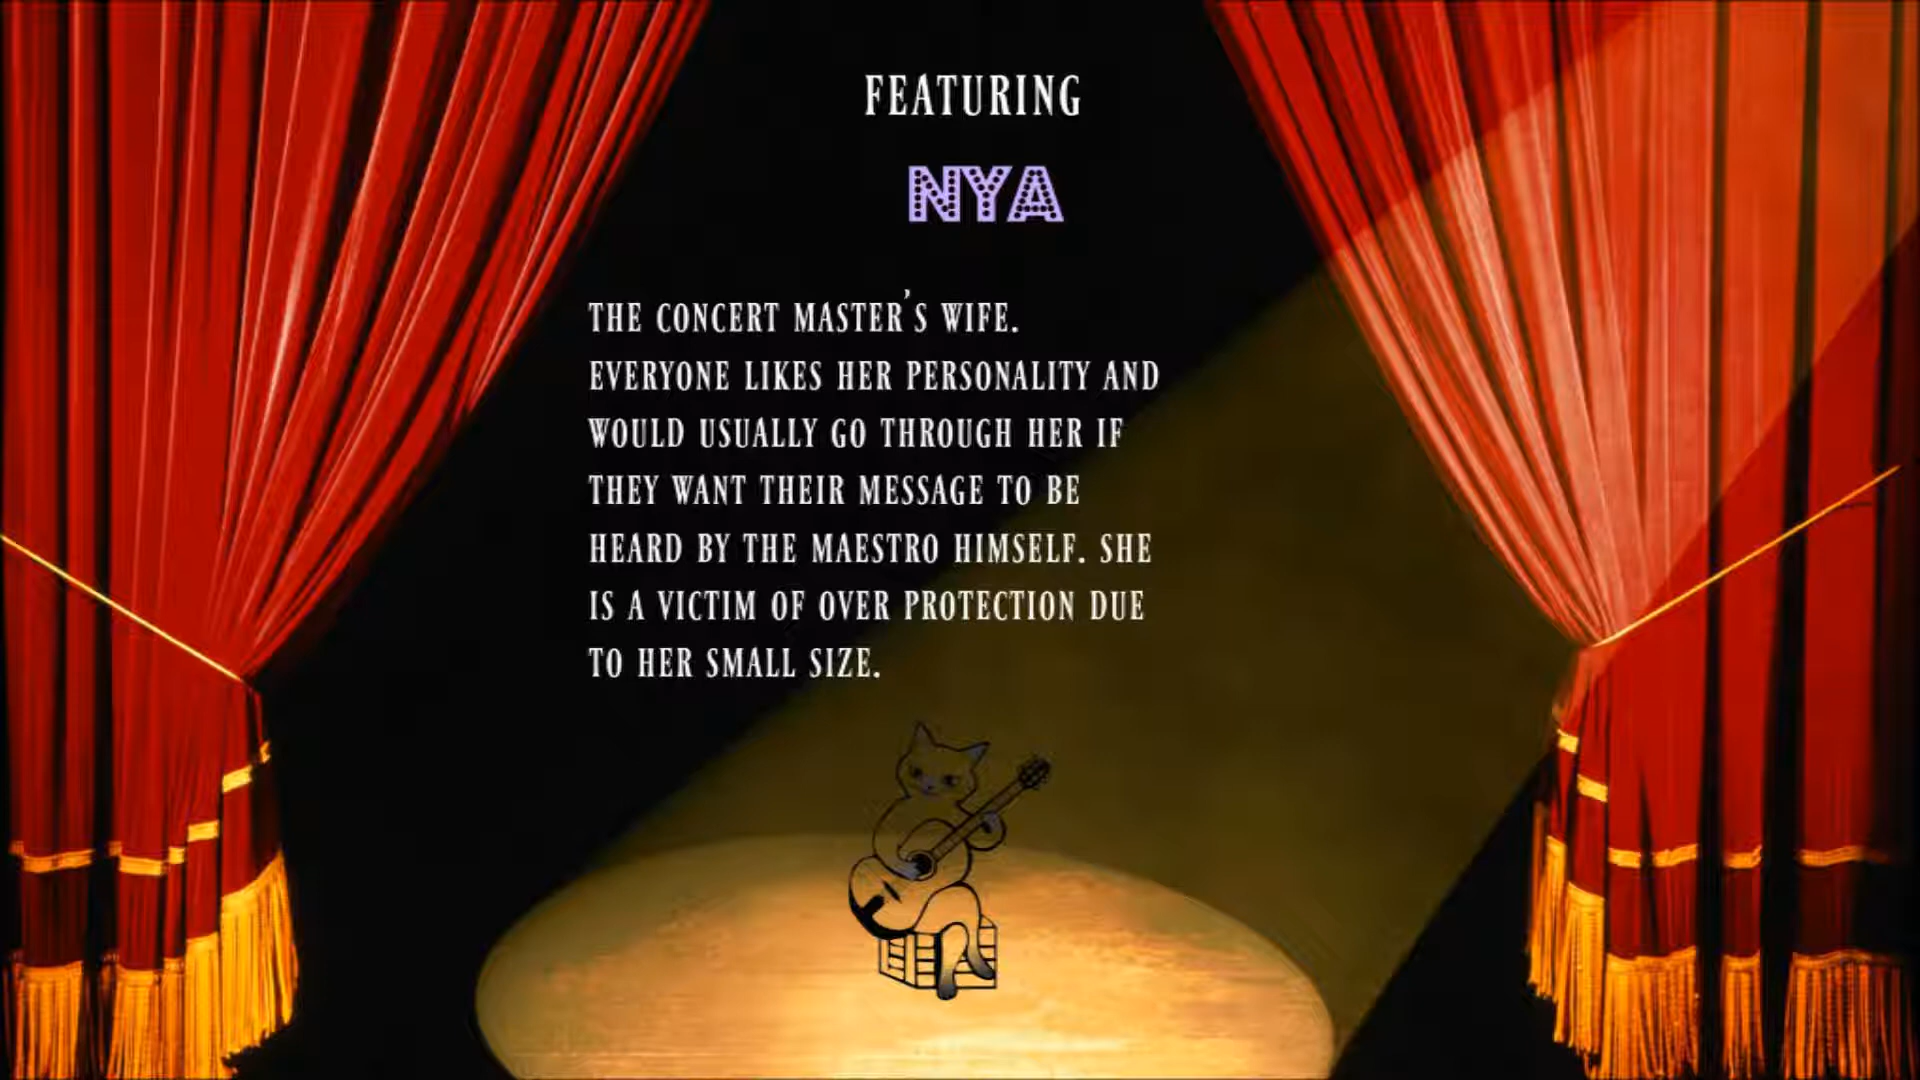 FEATURING
NYA
THE CONCERT MASTER'S WIFE.
EVERYONE LIKES HER PERSONALITY AND
WOULD USUALLY GO THROUGH HER IF
THEY WANT THEIR MESSAGE TO BE
HEARD BY THE MAESTRO HIMSELF. SHE
IS A VICTIM OF OVER PROTECTION DUE
TO HER SMALL SIZE.